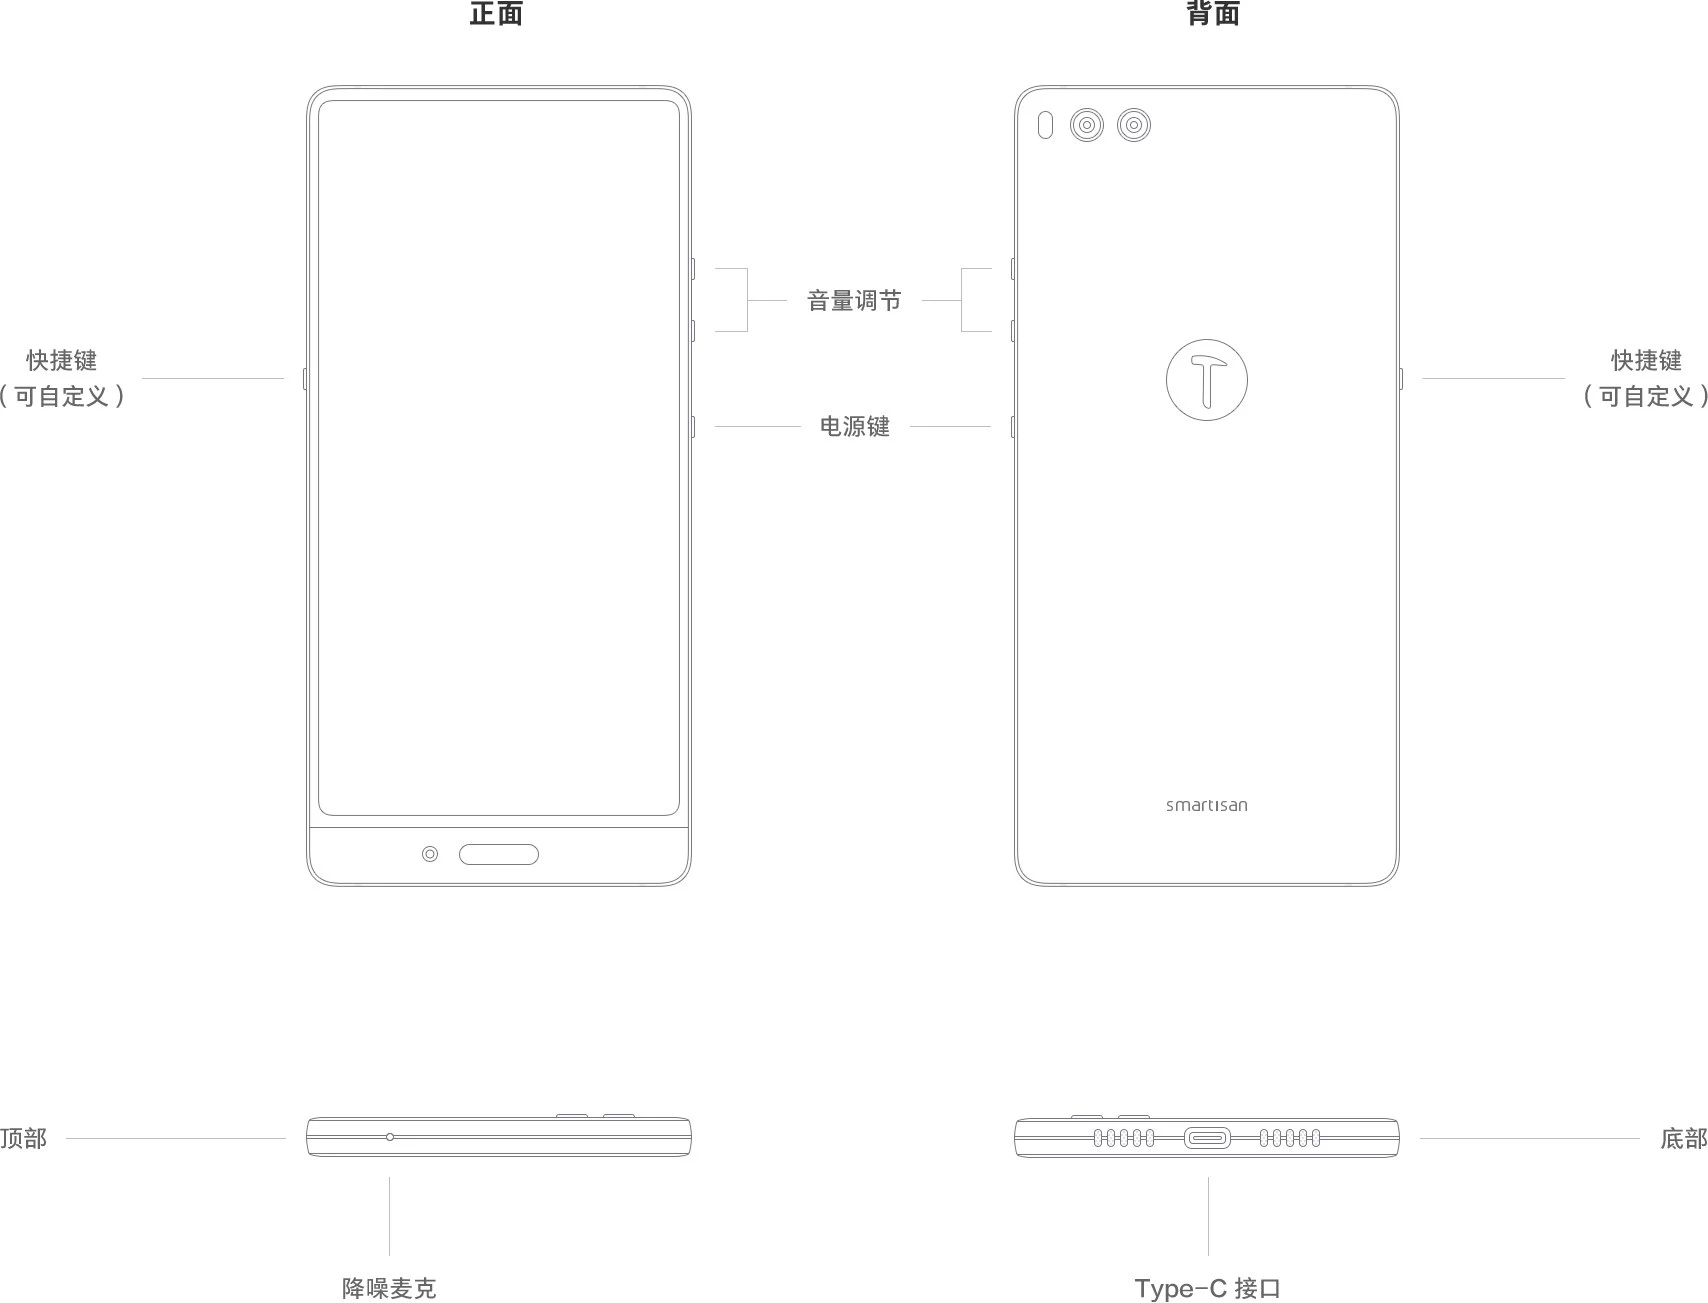 正面
背面
音量调节
快捷键
（可自定义）
快捷键
（可自定义）
电源键
smartisan
顶部
底部
降噪麦克
Type-C 接口